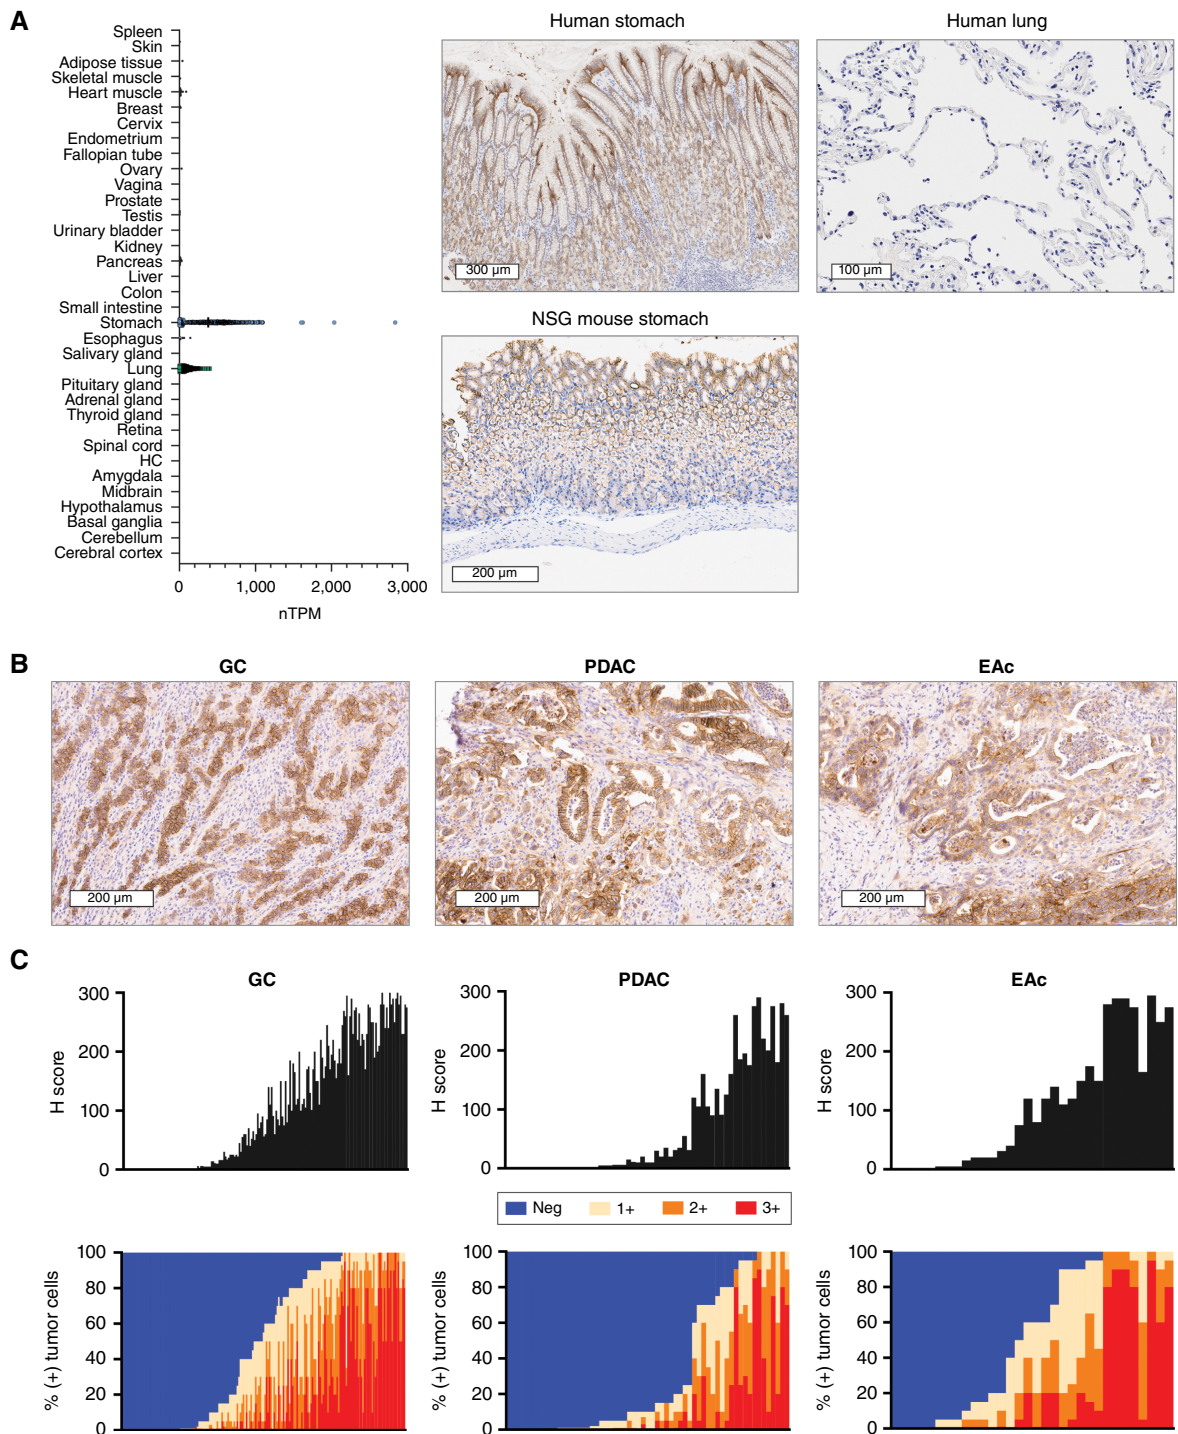 A
Spleen
Skin
Adipose tissue
Skeletal muscle
Heart muscle
Breast
Cervix
Endometrium
Fallopian tube
Ovary
Vagina
Prostate
Testis
Urinary bladder
Kidney
Pancreas
Liver
Colon
Small intestine
Stomach
Esophagus
Salivary gland
Lung
Pituitary gland
Adrenal gland
Thyroid gland
Retina
Spinal cord
HC
Amygdala
Midbrain
Hypothalamus
Basal ganglia
Cerebellum
Cerebral cortex
0 1,000 2,000 3,000
nTPM
Human stomach
300 µm
Human lung
100 µm
NSG mouse stomach
200 µm
B
GC
200 µm
PDAC
200 µm
EAc
200 µm
C
GC
H score
300
200
100
0
PDAC
H score
300
200
100
0
EAc
H score
300
200
100
0
Neg 1+ 2+ 3+
% (+) tumor cells
100
80
60
40
20
0
% (+) tumor cells
100
80
60
40
20
0
% (+) tumor cells
100
80
60
40
20
0